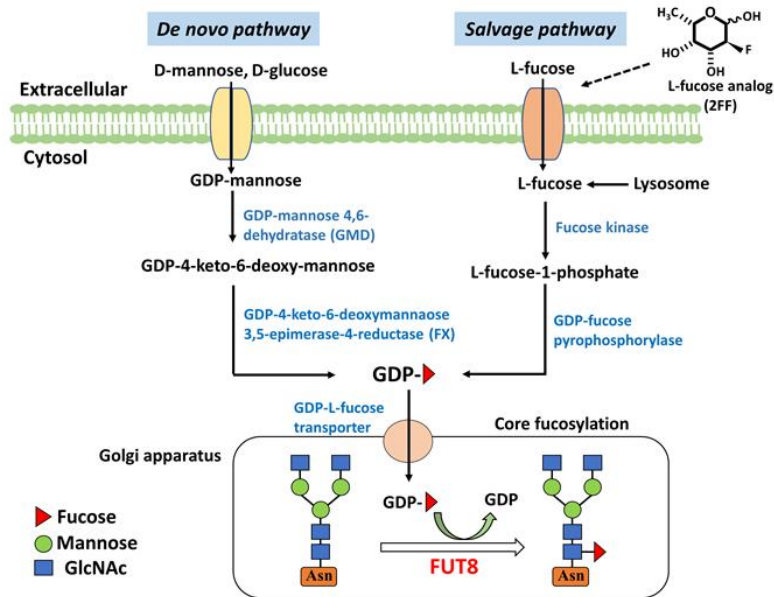 De novo pathway
Salvage pathway
H₃C
O
OH
HO
F
OH
L-fucose analog
(2FF)
D-mannose, D-glucose
L-fucose
Extracellular
Cytosol
GDP-mannose
L-fucose
Lysosome
GDP-mannose 4,6-
dehydratase (GMD)
Fucose kinase
GDP-4-keto-6-deoxy-mannose
L-fucose-1-phosphate
GDP-4-keto-6-deoxymannaose
3,5-epimerase-4-reductase (FX)
GDP-fucose
pyrophosphorylase
GDP-
GDP-L-fucose
transporter
Core fucosylation
Golgi apparatus
GDP-
GDP
FUT8
Asn
Asn
Fucose
Mannose
GlcNAc